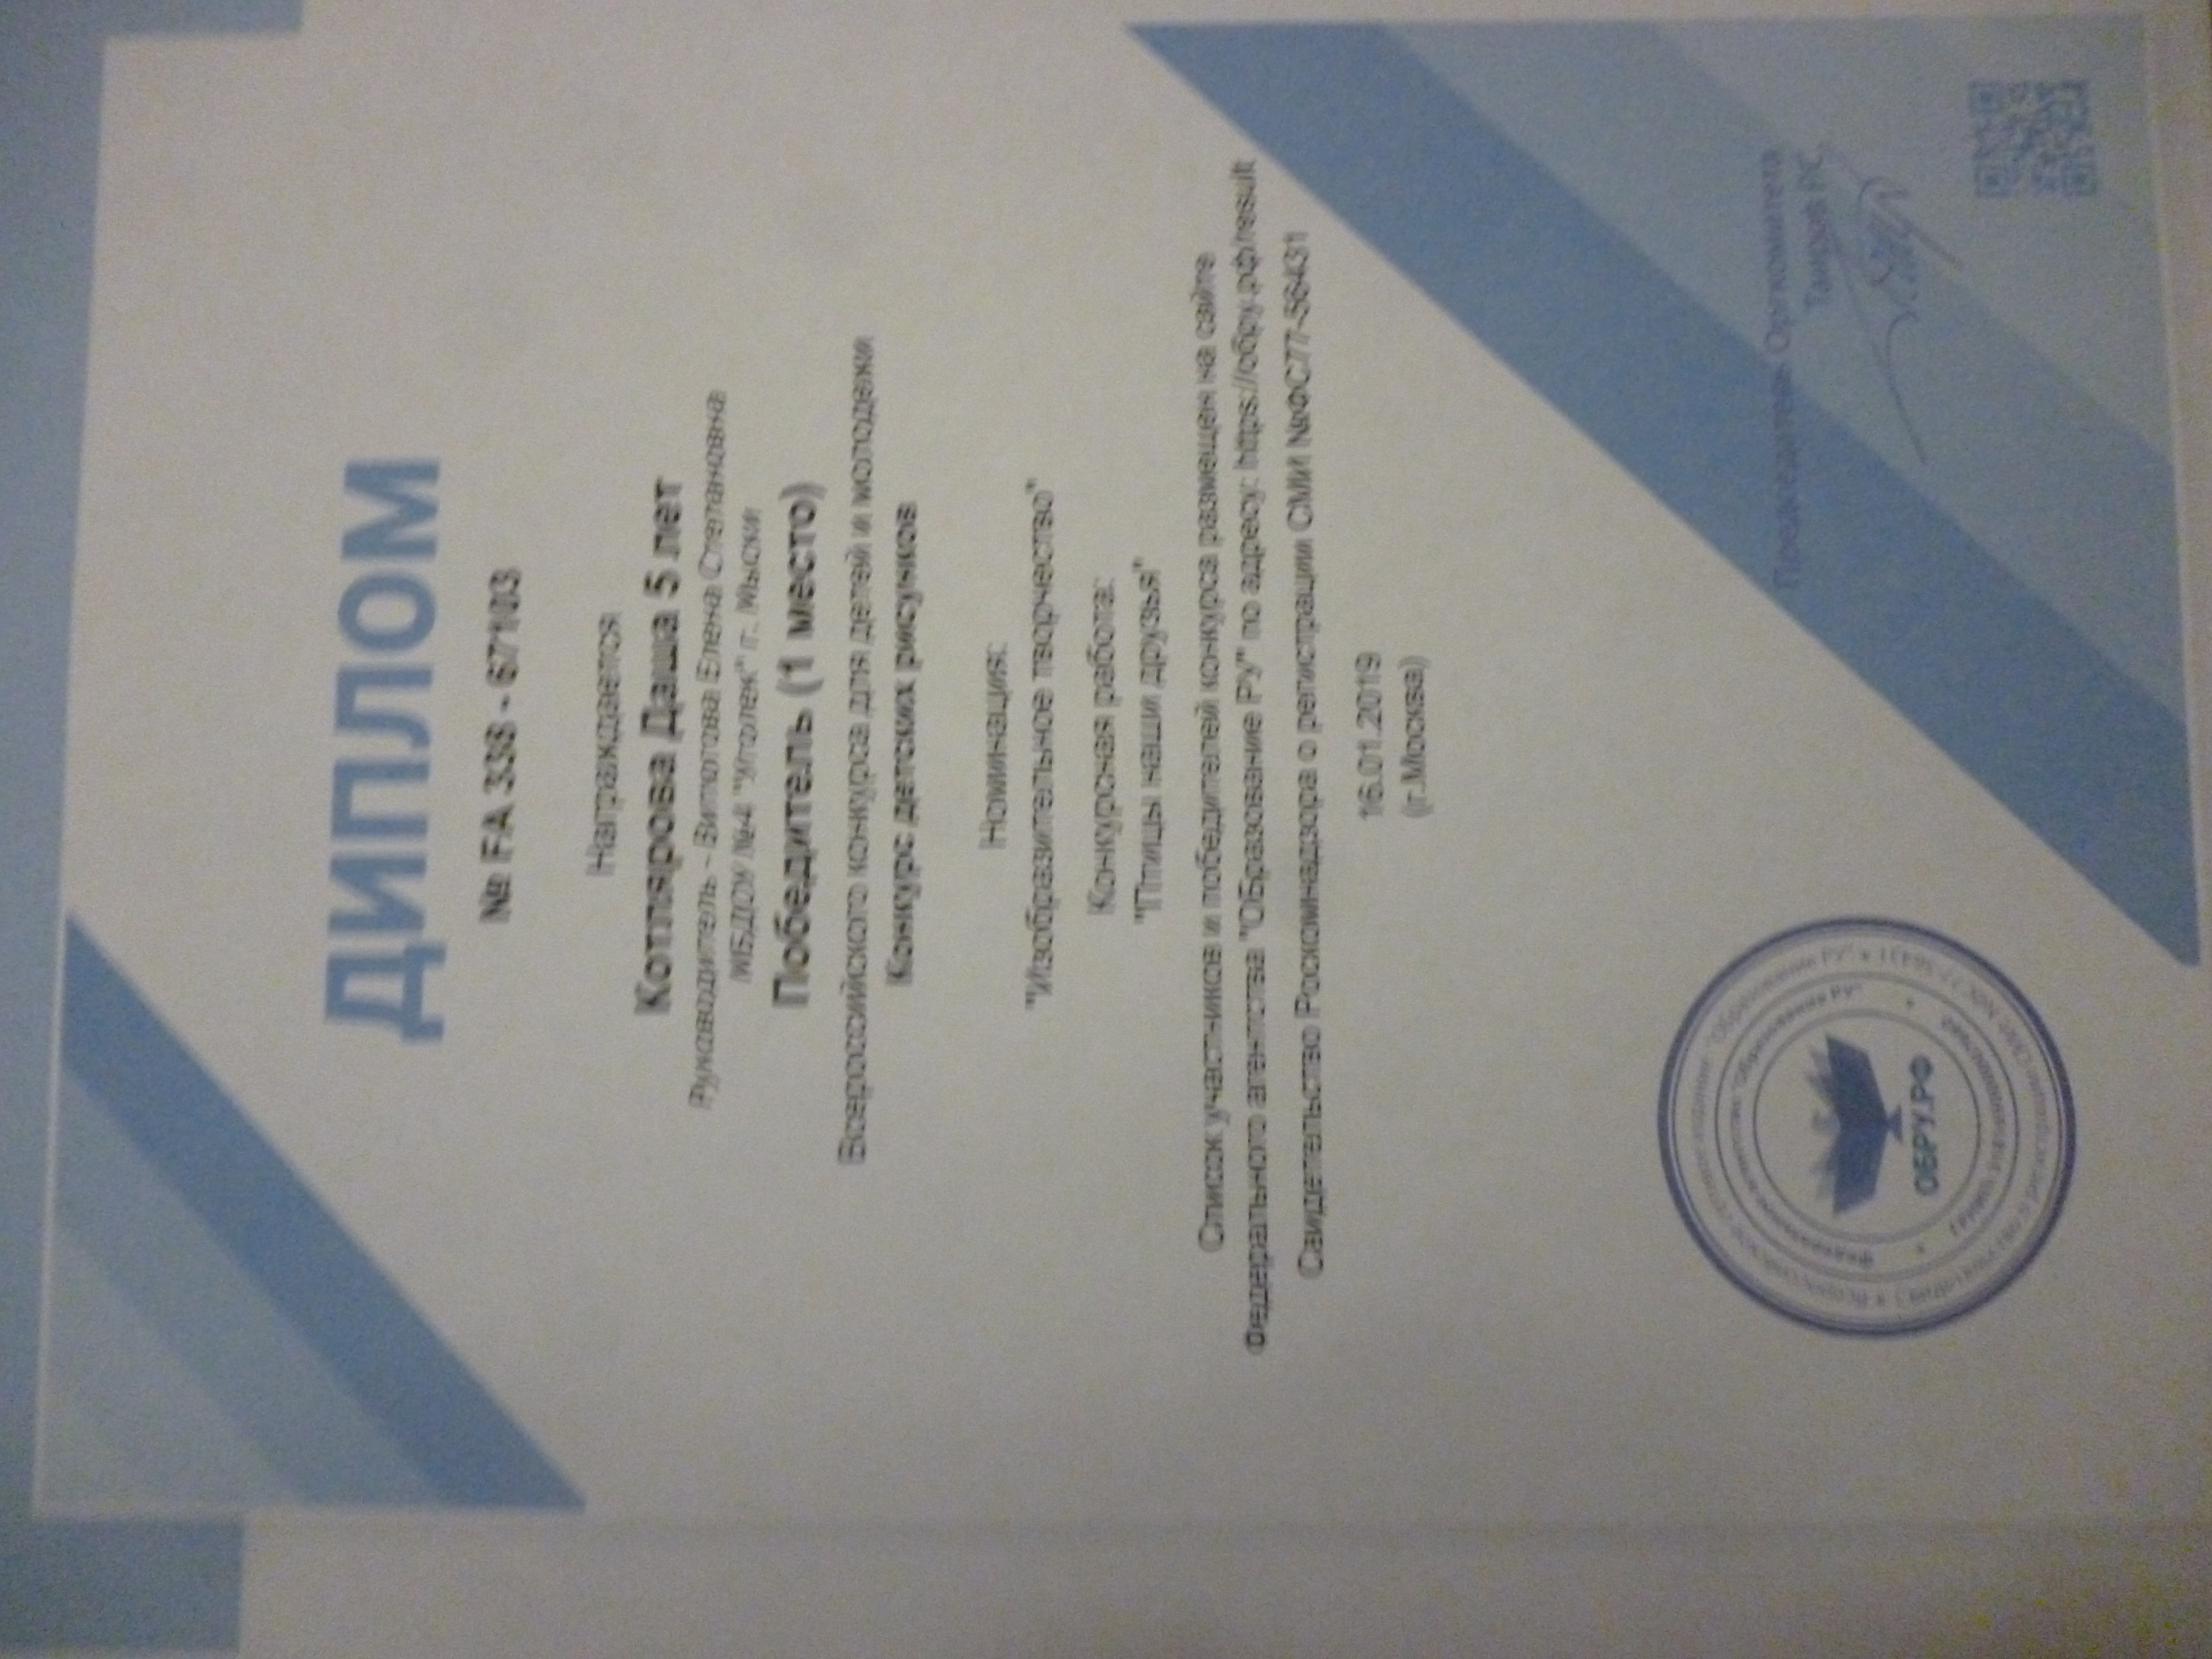 ДИПЛОМ
№ FA 338 - 67103
Награждается
Котлярова Даша 5 лет
Руководитель - Витютова Елена Степановна
МБДОУ №4 "Уголек" г. Мыски
Победитель (1 место)
Всероссийского конкурса для детей и молодежи
Конкурс детских рисунков
Номинация:
"Изобразительное творчество"
Конкурсная работа:
"Птицы наши друзья"
Список участников и победителей конкурса размещен на сайте
Федерального агентства "Образование Ру" по адресу: https://обру.рф/result
Свидетельство Роскомнадзора о регистрации СМИ №ФС77-56431
16.01.2019
(г.Москва)
Председатель Оргкомитета
ОБРУ.РФ